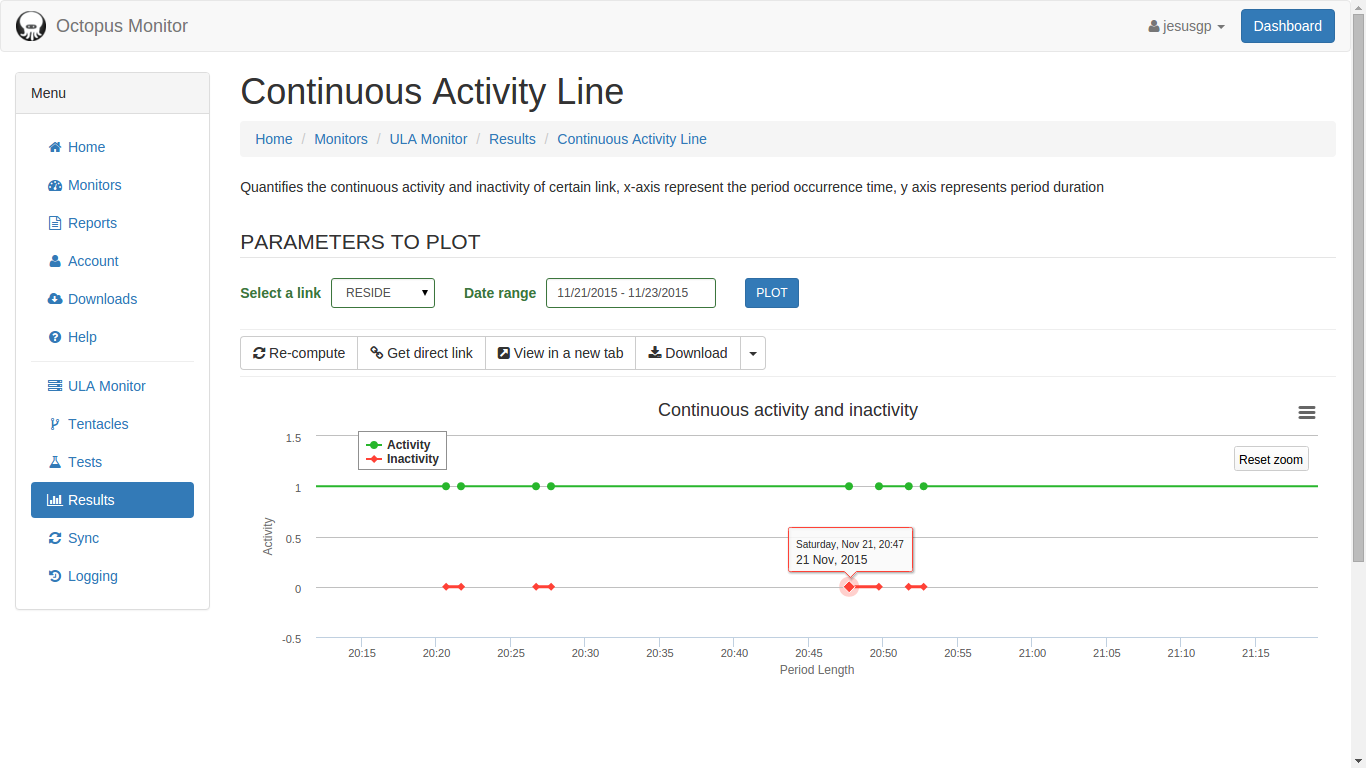 Octopus Monitor
jesusgp
Dashboard
Menu
Home
Monitors
Reports
Account
Downloads
Help
ULA Monitor
Tentacles
Tests
Results
Sync
Logging
Continuous Activity Line
Home / Monitors / ULA Monitor / Results / Continuous Activity Line
Quantifies the continuous activity and inactivity of certain link, x-axis represent the period occurrence time, y axis represents period duration
PARAMETERS TO PLOT
Select a link RESIDE Date range 11/21/2015 - 11/23/2015 PLOT
Re-compute Get direct link View in a new tab Download
Continuous activity and inactivity
Activity
Inactivity
Reset zoom
1.5
1
0.5
0
-0.5
Activity
Saturday, Nov 21, 20:47
21 Nov, 2015
20:15 20:20 20:25 20:30 20:35 20:40 20:45 20:50 20:55 21:00 21:05 21:10 21:15
Period Length